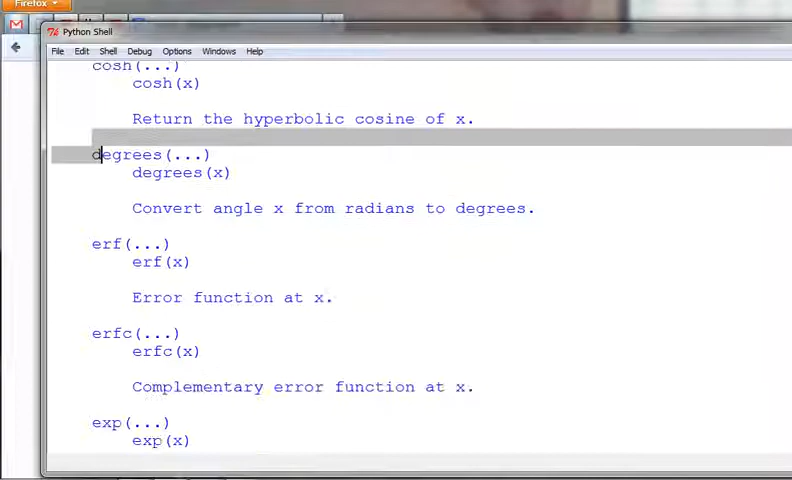 Firefox
Python Shell
File Edit Shell Debug Options Windows Help
cosh(...)
cosh(x)
Return the hyperbolic cosine of x.
degrees(...)
degrees(x)
Convert angle x from radians to degrees.
erf(...)
erf(x)
Error function at x.
erfc(...)
erfc(x)
Complementary error function at x.
exp(...)
exp(x)